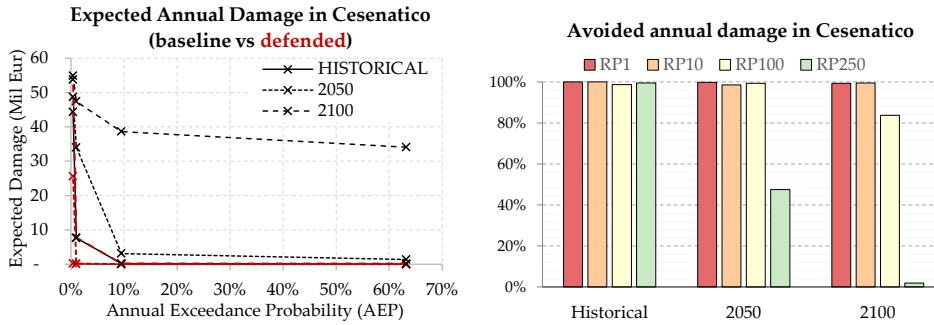 Expected Annual Damage in Cesenatico
(baseline vs defended)
Expected Damage (Mil Eur)
60
50
40
30
20
10
-
HISTORICAL
2050
2100
0%
10%
20%
30%
40%
50%
60%
70%
Annual Exceedance Probability (AEP)
Avoided annual damage in Cesenatico
RP1
RP10
RP100
RP250
100%
80%
60%
40%
20%
0%
Historical
2050
2100